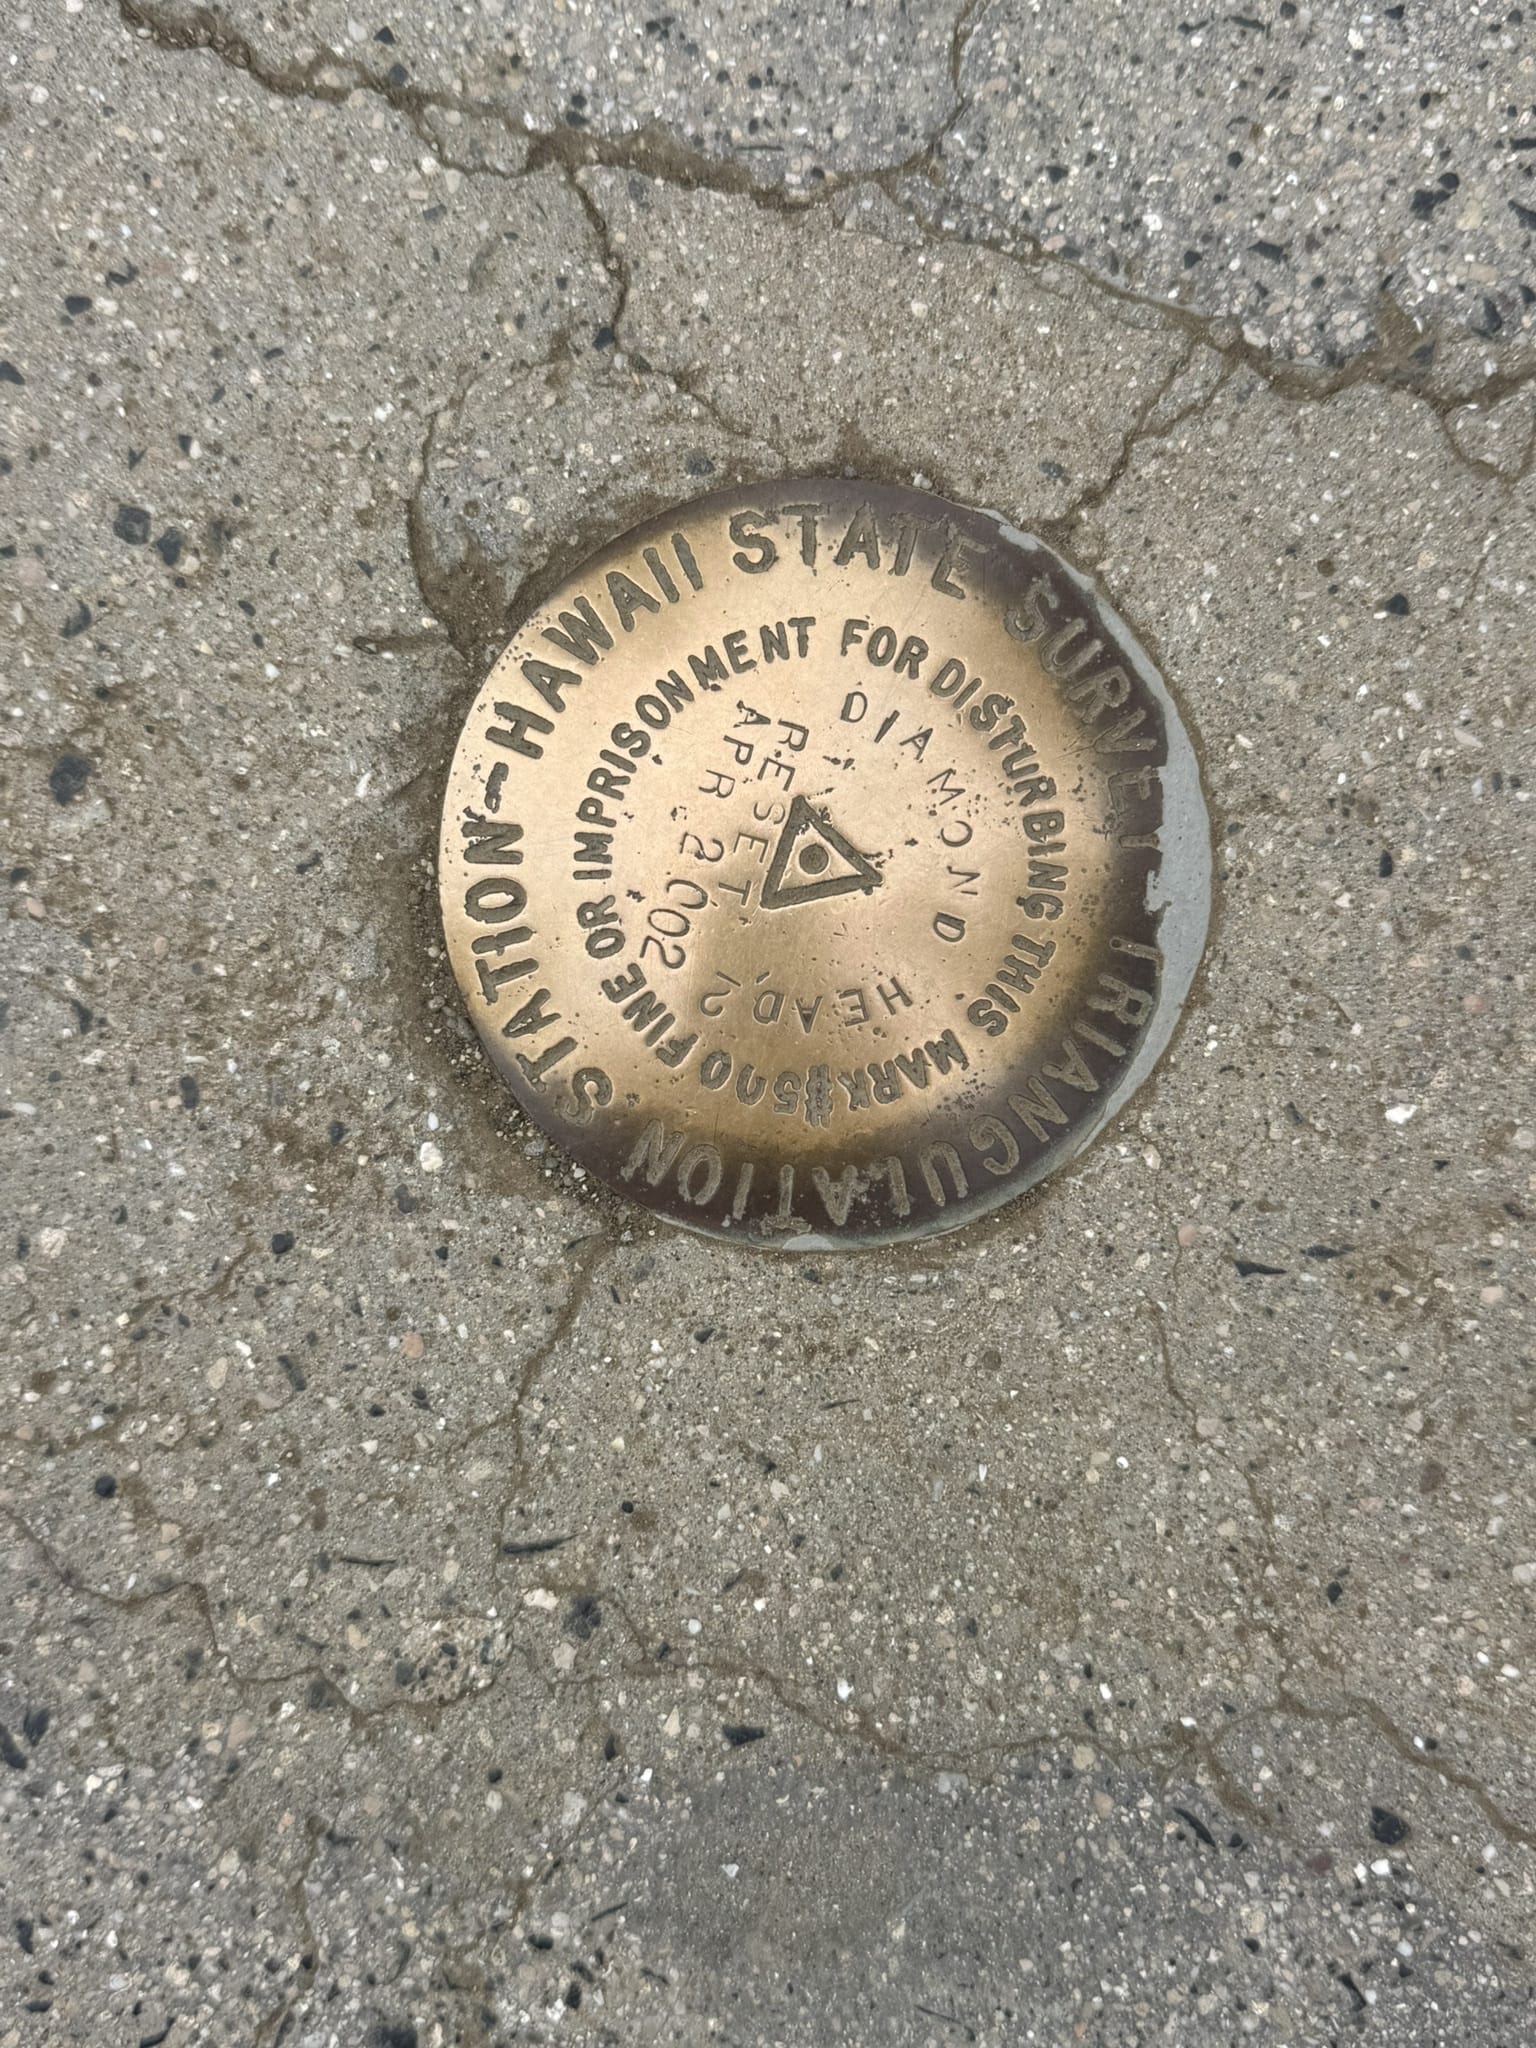 HAWAII STATE SURVEY TRIANGULATION STATION-
#500 FINE OR IMPRISONMENT FOR DISTURBING THIS MARK
DIAMOND HEAD 2
RESET
APR 2002